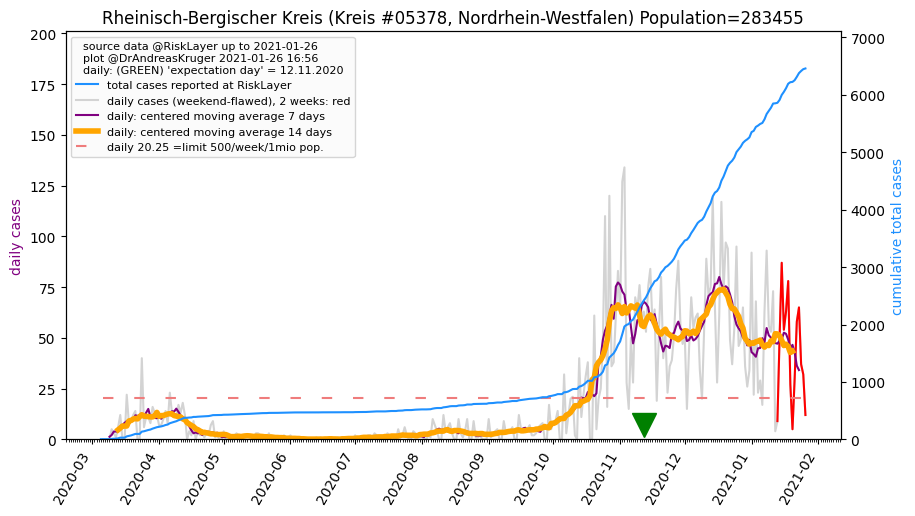 Rheinisch-Bergischer Kreis (Kreis #05378, Nordrhein-Westfalen) Population=283455
source data @RiskLayer up to 2021-01-26
plot @DrAndreasKruger 2021-01-26 16:56
daily: (GREEN) 'expectation day' = 12.11.2020
total cases reported at RiskLayer
daily cases (weekend-flawed), 2 weeks: red
daily: centered moving average 7 days
daily: centered moving average 14 days
daily 20.25 =limit 500/week/1mio pop.
daily cases
200
175
150
125
100
75
50
25
0
7000
6000
5000
4000
3000
2000
1000
0
cumulative total cases
2020-03
2020-04
2020-05
2020-06
2020-07
2020-08
2020-09
2020-10
2020-11
2020-12
2021-01
2021-02